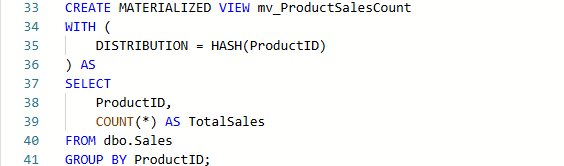 33 CREATE MATERIALIZED VIEW mv_ProductSalesCount
34 WITH (
35     DISTRIBUTION = HASH(ProductID)
36 ) AS
37 SELECT
38     ProductID,
39     COUNT(*) AS TotalSales
40 FROM dbo.Sales
41 GROUP BY ProductID;